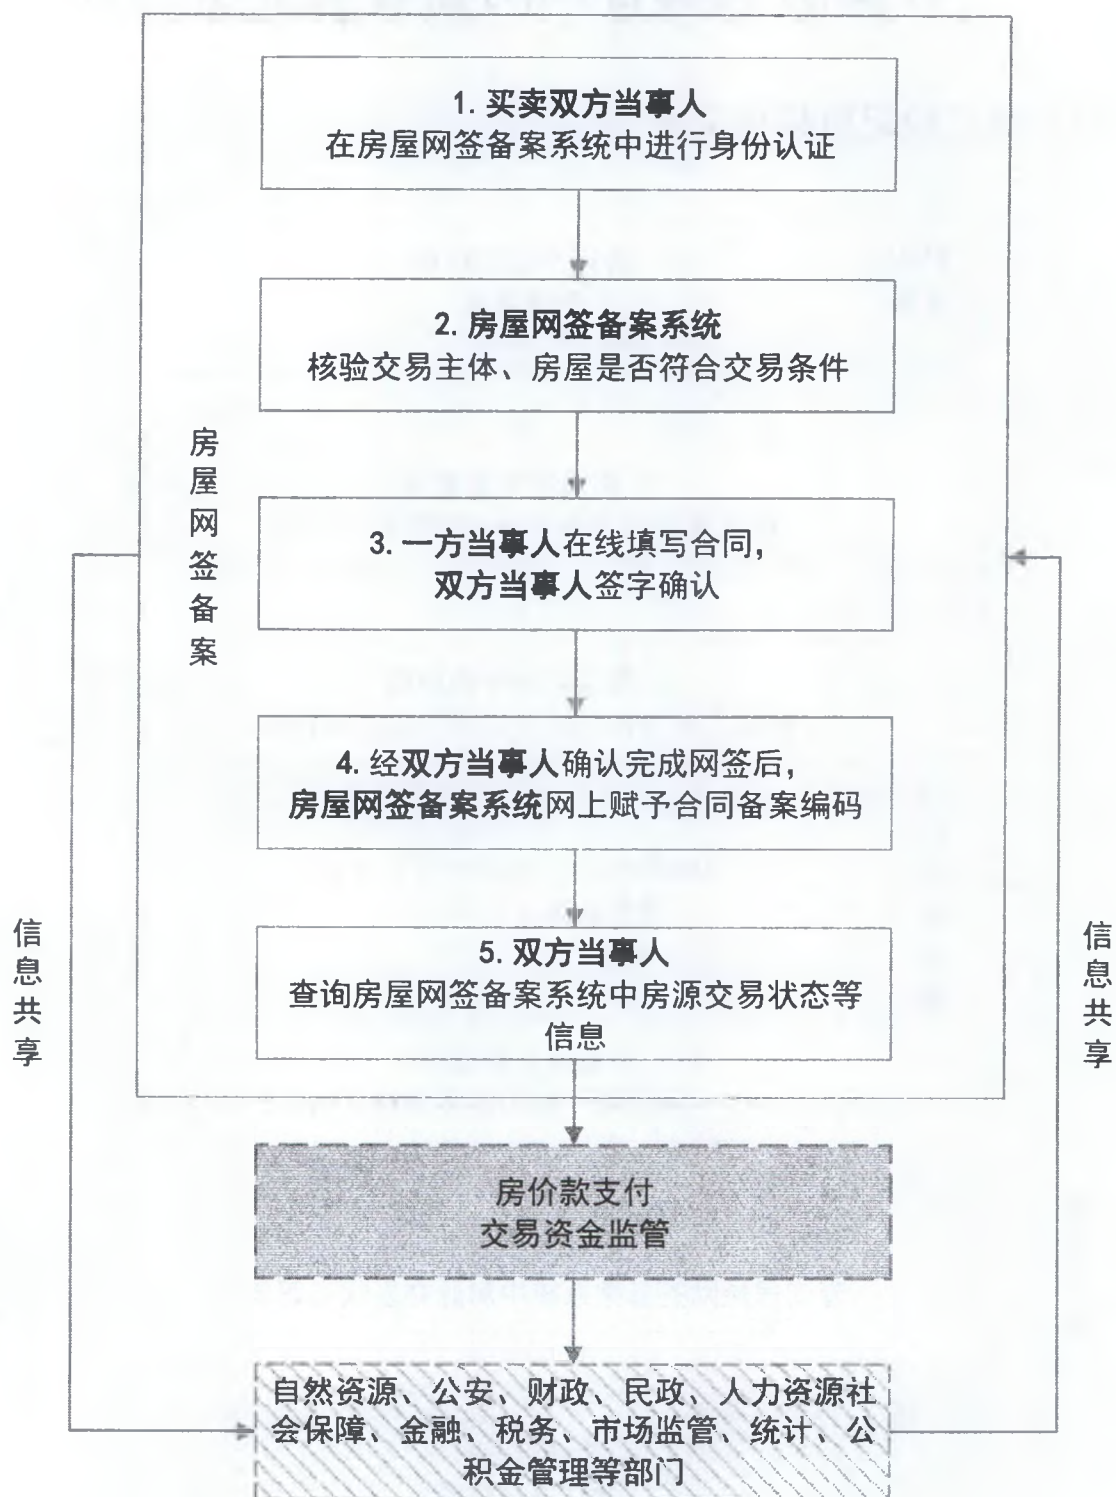 1. 买卖双方当事人
在房屋网签备案系统中进行身份认证
2. 房屋网签备案系统
核验交易主体、房屋是否符合交易条件
房屋网签备案
3. 一方当事人在线填写合同，
双方当事人签字确认
4. 经双方当事人确认完成网签后，
房屋网签备案系统网上赋予合同备案编码
信息共享
5. 双方当事人
查询房屋网签备案系统中房源交易状态等
信息
信息共享
房价款支付
交易资金监管
自然资源、公安、财政、民政、人力资源社
会保障、金融、税务、市场监管、统计、公
积金管理等部门